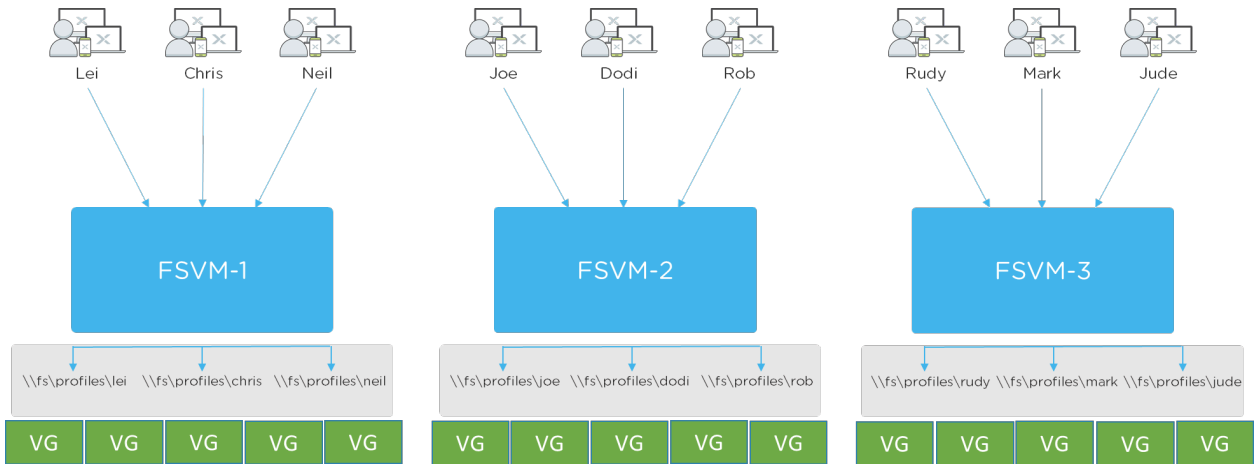 Lei Chris Neil Joe Dodi Rob Rudy Mark Jude
FSVM-1 FSVM-2 FSVM-3
\\fs\profiles\lei \\fs\profiles\chris \\fs\profiles\neil \\fs\profiles\joe \\fs\profiles\dodi \\fs\profiles\rob \\fs\profiles\rudy \\fs\profiles\mark \\fs\profiles\jude
VG VG VG VG VG VG VG VG VG VG VG VG VG VG VG